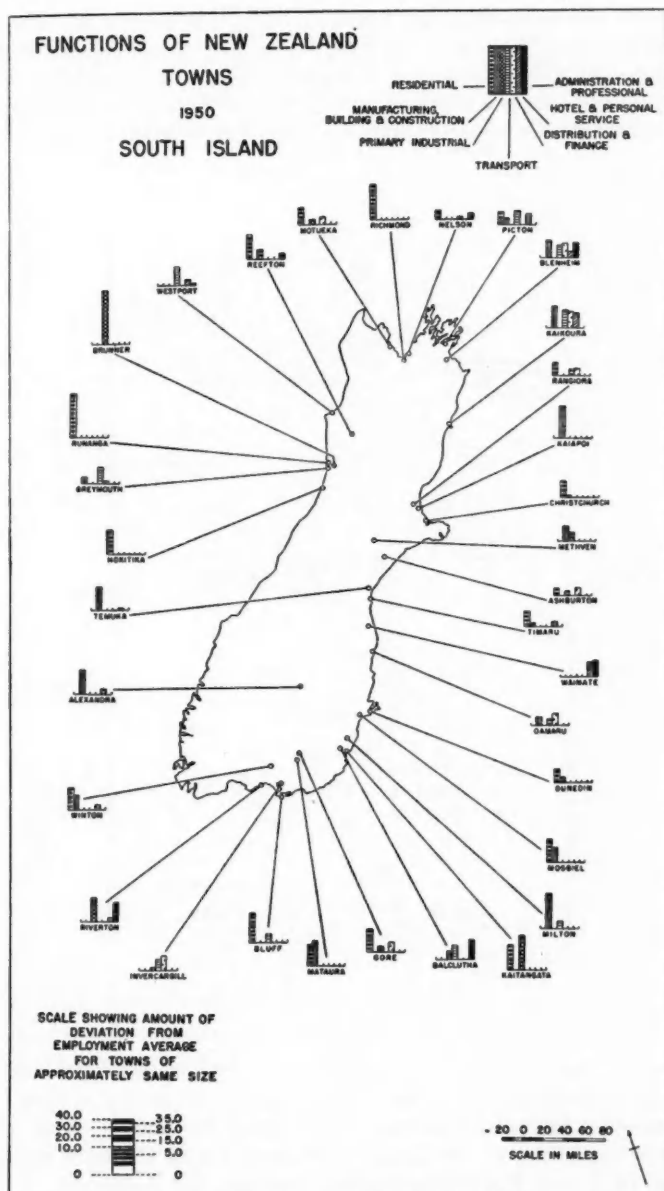 FUNCTIONS OF NEW ZEALAND
TOWNS
1950
SOUTH ISLAND
RESIDENTIAL
MANUFACTURING,
BUILDING & CONSTRUCTION
PRIMARY INDUSTRIAL
TRANSPORT
ADMINISTRATION &
PROFESSIONAL
HOTEL & PERSONAL
SERVICE
DISTRIBUTION &
FINANCE
MOTUEKA
RICHMOND
NELSON
PICTON
REEFTON
BLENHEIM
WESTPORT
KAIKOURA
BRUNNER
RANGIORA
RUNANGA
KAIAPOI
GREYMOUTH
CHRISTCHURCH
HOKITIKA
METHVEN
ASHBURTON
TEMUKA
TIMARU
WAIMATE
ALEXANDRA
OAMARU
DUNEDIN
WINTON
MOSGIEL
RIVERTON
MILTON
INVERCARGILL
BLUFF
MATAURA
GORE
BALCLUTHA
KAITANGATA
SCALE SHOWING AMOUNT OF
DEVIATION FROM
EMPLOYMENT AVERAGE
FOR TOWNS OF
APPROXIMATELY SAME SIZE
40.0 35.0
30.0 25.0
20.0 15.0
10.0 5.0
0 0
- 20 0 20 40 60 80
SCALE IN MILES